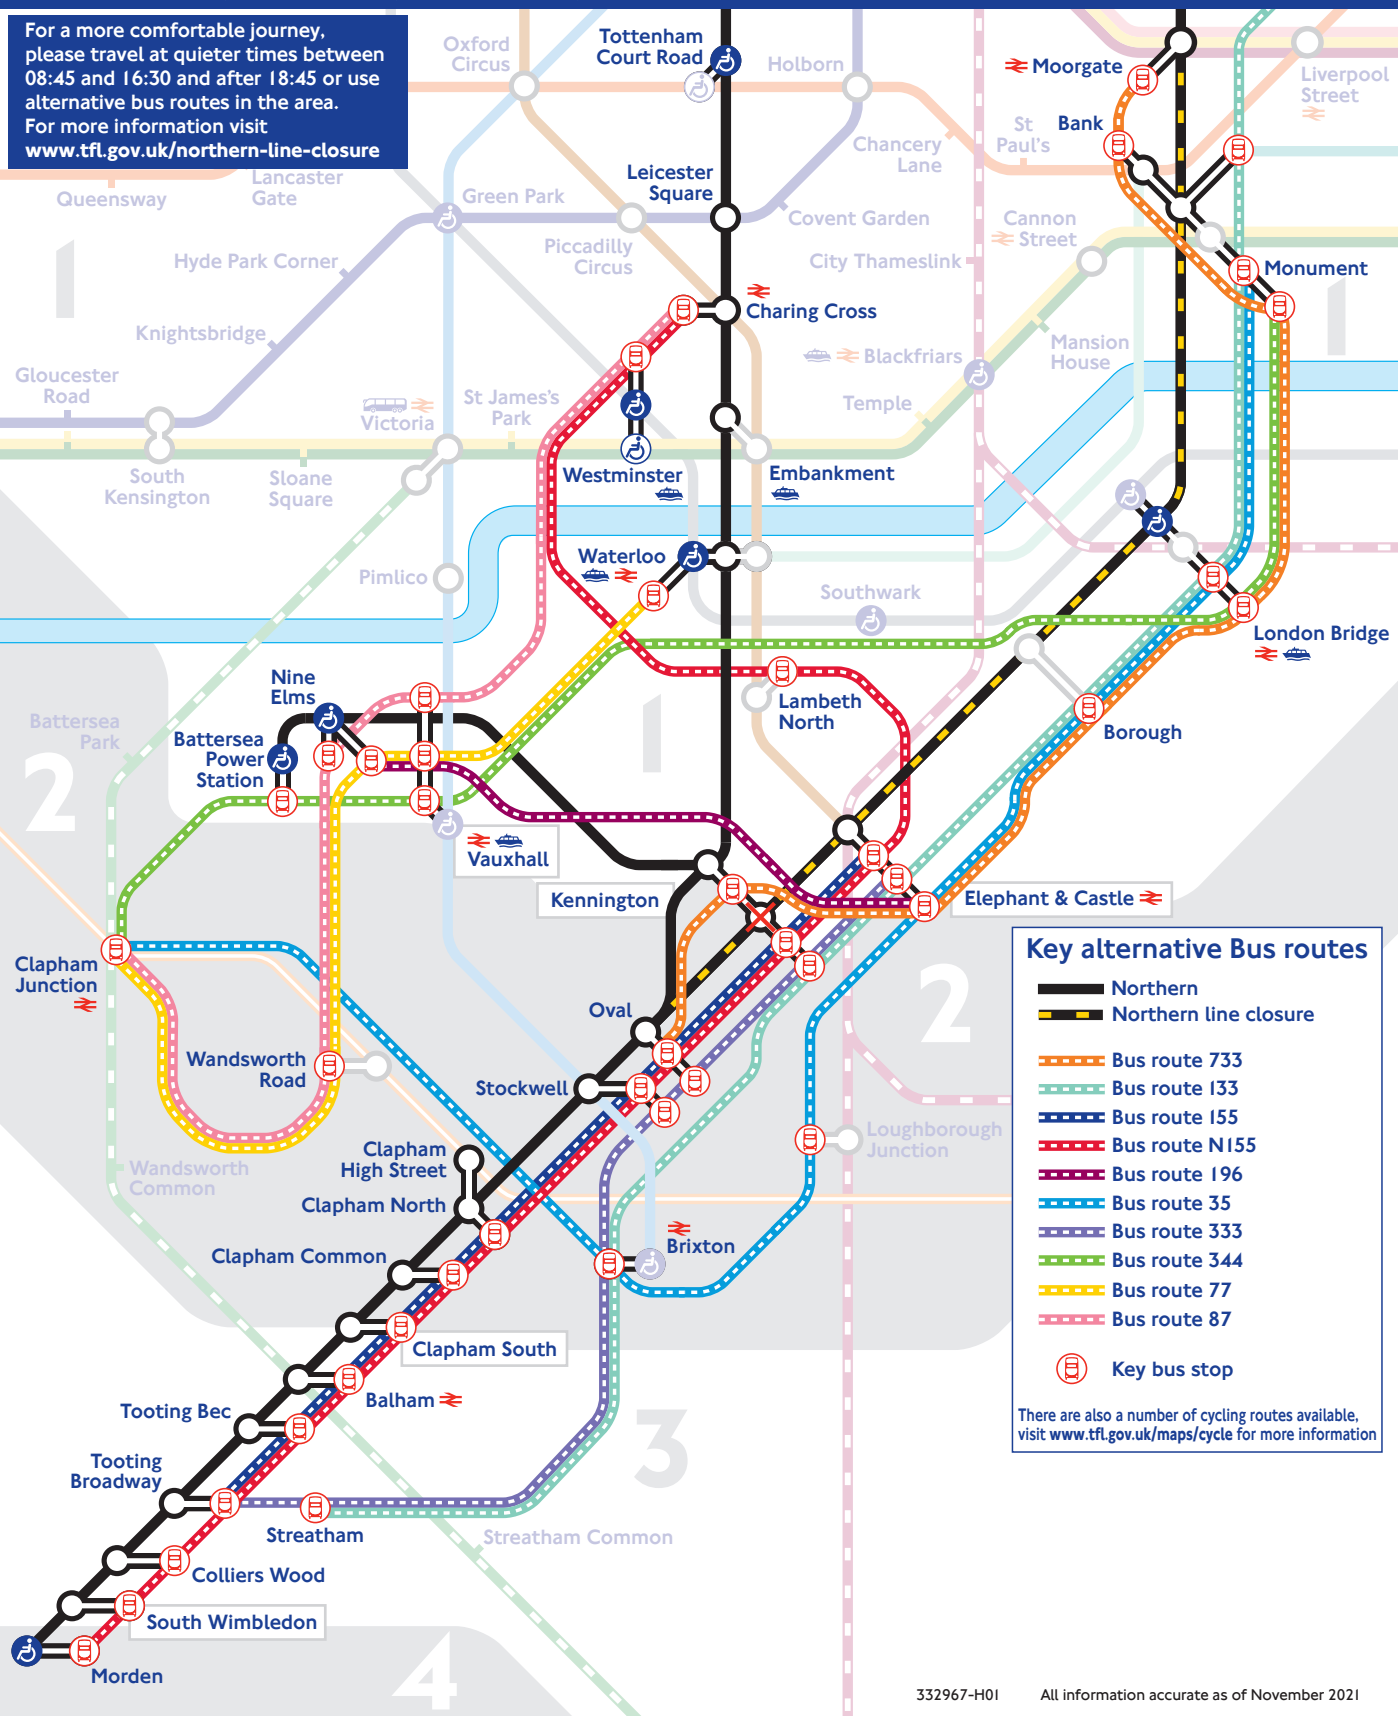 For a more comfortable journey,
please travel at quieter times between
08:45 and 16:30 and after 18:45 or use
alternative bus routes in the area.
For more information visit
www.tfl.gov.uk/northern-line-closure
Oxford
Circus
Tottenham
Court Road
Holborn
Moorgate
Liverpool
Street
Bank
St
Paul's
Chancery
Lane
Queensway
Lancaster
Gate
Green Park
Leicester
Square
Covent Garden
Cannon
Street
Piccadilly
Circus
Hyde Park Corner
City Thameslink
Monument
1
1
Charing Cross
Knightsbridge
Blackfriars
Mansion
House
Gloucester
Road
Victoria
St James's
Park
Temple
South
Kensington
Sloane
Square
Westminster
Embankment
Waterloo
Pimlico
Southwark
London Bridge
Nine
Elms
Lambeth
North
1
Borough
Battersea
Park
Battersea
Power
Station
2
Vauxhall
Kennington
Elephant & Castle
Clapham
Junction
2
Oval
Wandsworth
Road
Stockwell
Loughborough
Junction
Clapham
High Street
Wandsworth
Common
Clapham North
Brixton
Clapham Common
Clapham South
Balham
Tooting Bec
3
Tooting
Broadway
Streatham
Streatham Common
Colliers Wood
South Wimbledon
Morden
4
Key alternative Bus routes
Northern
Northern line closure
Bus route 733
Bus route 133
Bus route 155
Bus route N155
Bus route 196
Bus route 35
Bus route 333
Bus route 344
Bus route 77
Bus route 87
Key bus stop
There are also a number of cycling routes available,
visit www.tfl.gov.uk/maps/cycle for more information
332967-H01 All information accurate as of November 2021